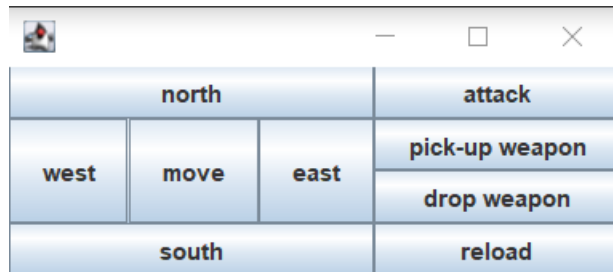 north
attack
west
move
east
pick-up weapon
drop weapon
south
reload